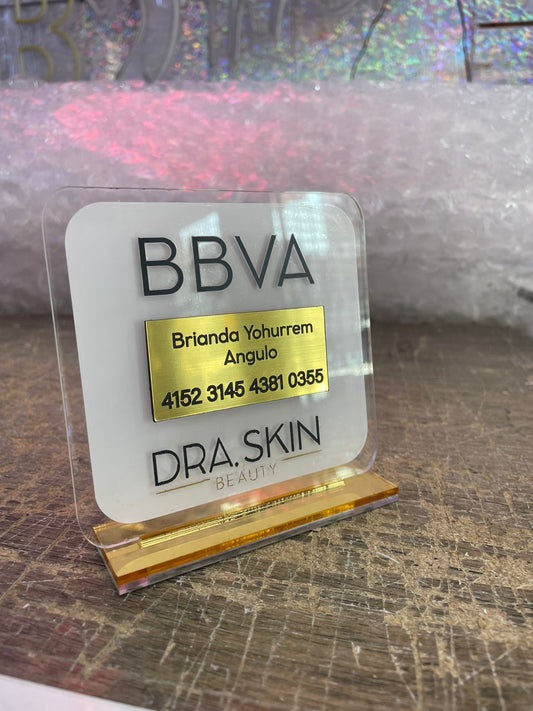 BBVA
Brianda Yohurrem
Angulo
4152 3145 4381 0355
DRA. SKIN
BEAUTY